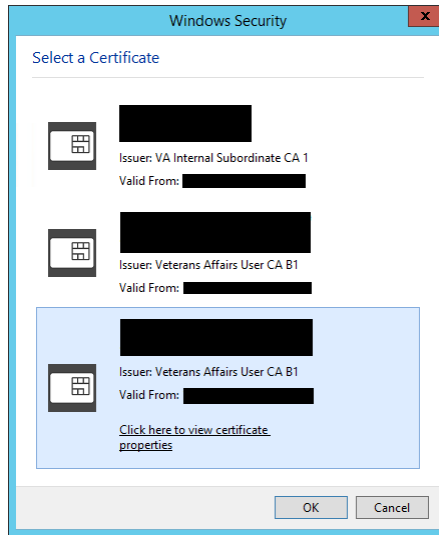 Windows Security
x
Select a Certificate
Issuer: VA Internal Subordinate CA 1
Valid From:
Issuer: Veterans Affairs User CA B1
Valid From:
Issuer: Veterans Affairs User CA B1
Valid From:
Click here to view certificate
properties
OK
Cancel